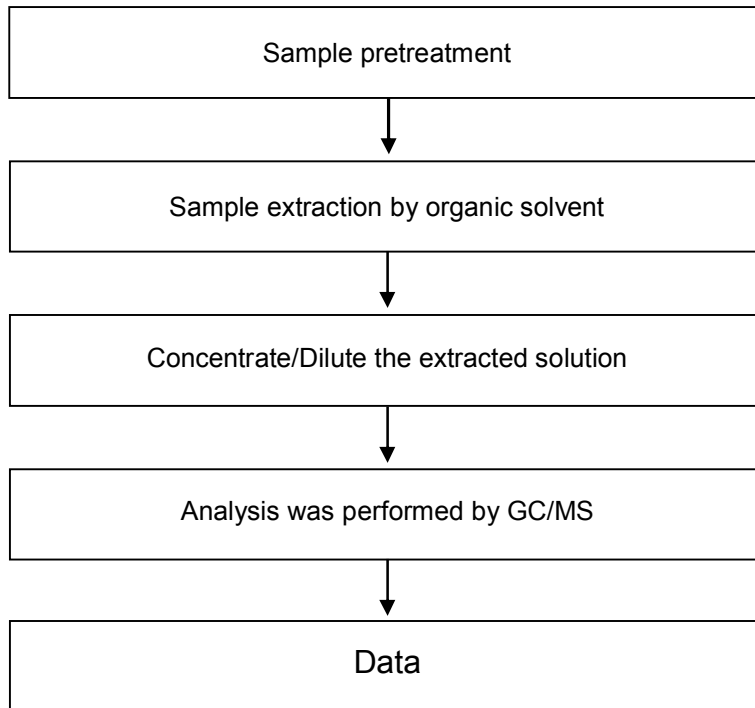 Sample pretreatment
Sample extraction by organic solvent
Concentrate/Dilute the extracted solution
Analysis was performed by GC/MS
Data